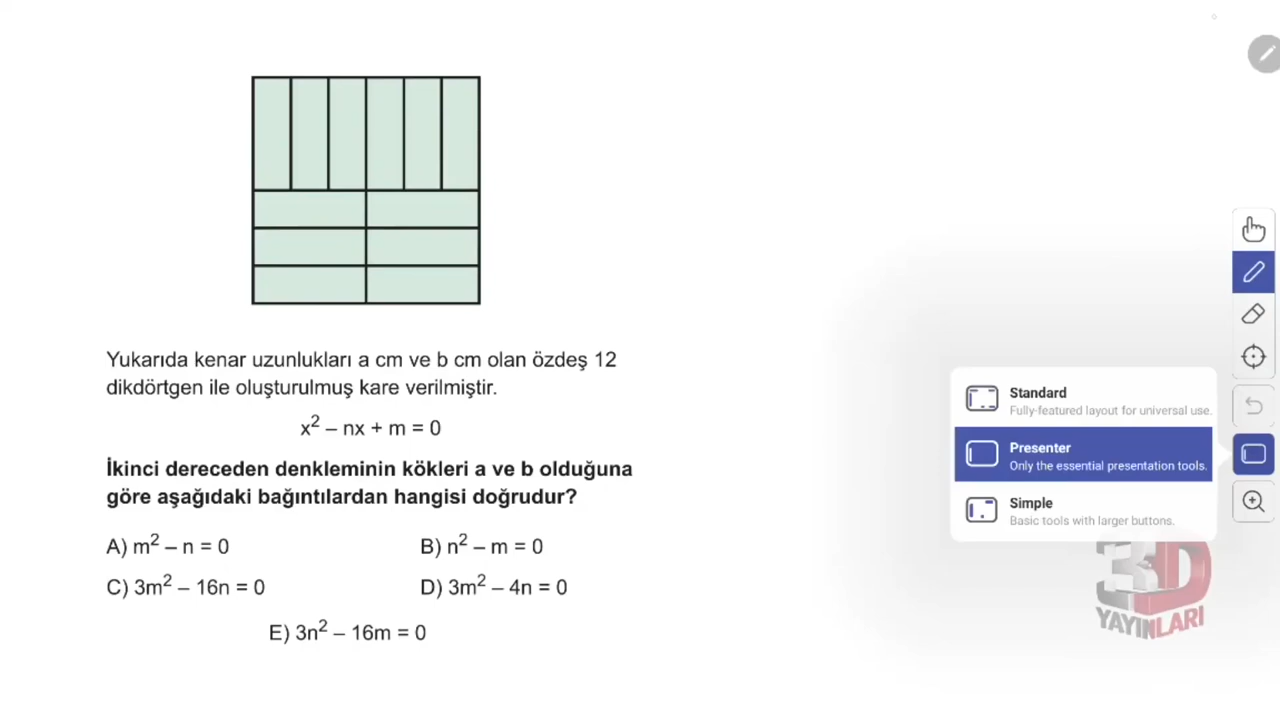 Yukarıda kenar uzunlukları a cm ve b cm olan özdeş 12
dikdörtgen ile oluşturulmuş kare verilmiştir.
x² – nx + m = 0
İkinci dereceden denkleminin kökleri a ve b olduğuna
göre aşağıdaki bağıntılardan hangisi doğrudur?
A) m² – n = 0
B) n² – m = 0
C) 3m² – 16n = 0
D) 3m² – 4n = 0
E) 3n² – 16m = 0
Standard
Fully-featured layout for universal use.
Presenter
Only the essential presentation tools.
Simple
Basic tools with larger buttons.
3D
YAYINLARI